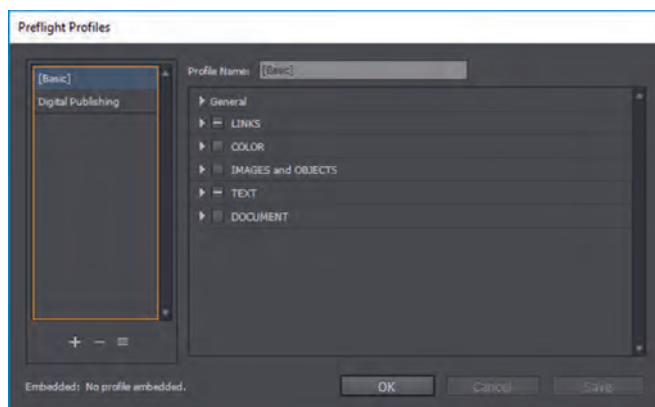 Preflight Profiles
[Basic]
Digital Publishing
Profile Name: [Basic]
General
LINKS
COLOR
IMAGES and OBJECTS
TEXT
DOCUMENT
Embedded: No profile embedded.
OK
Cancel
Save